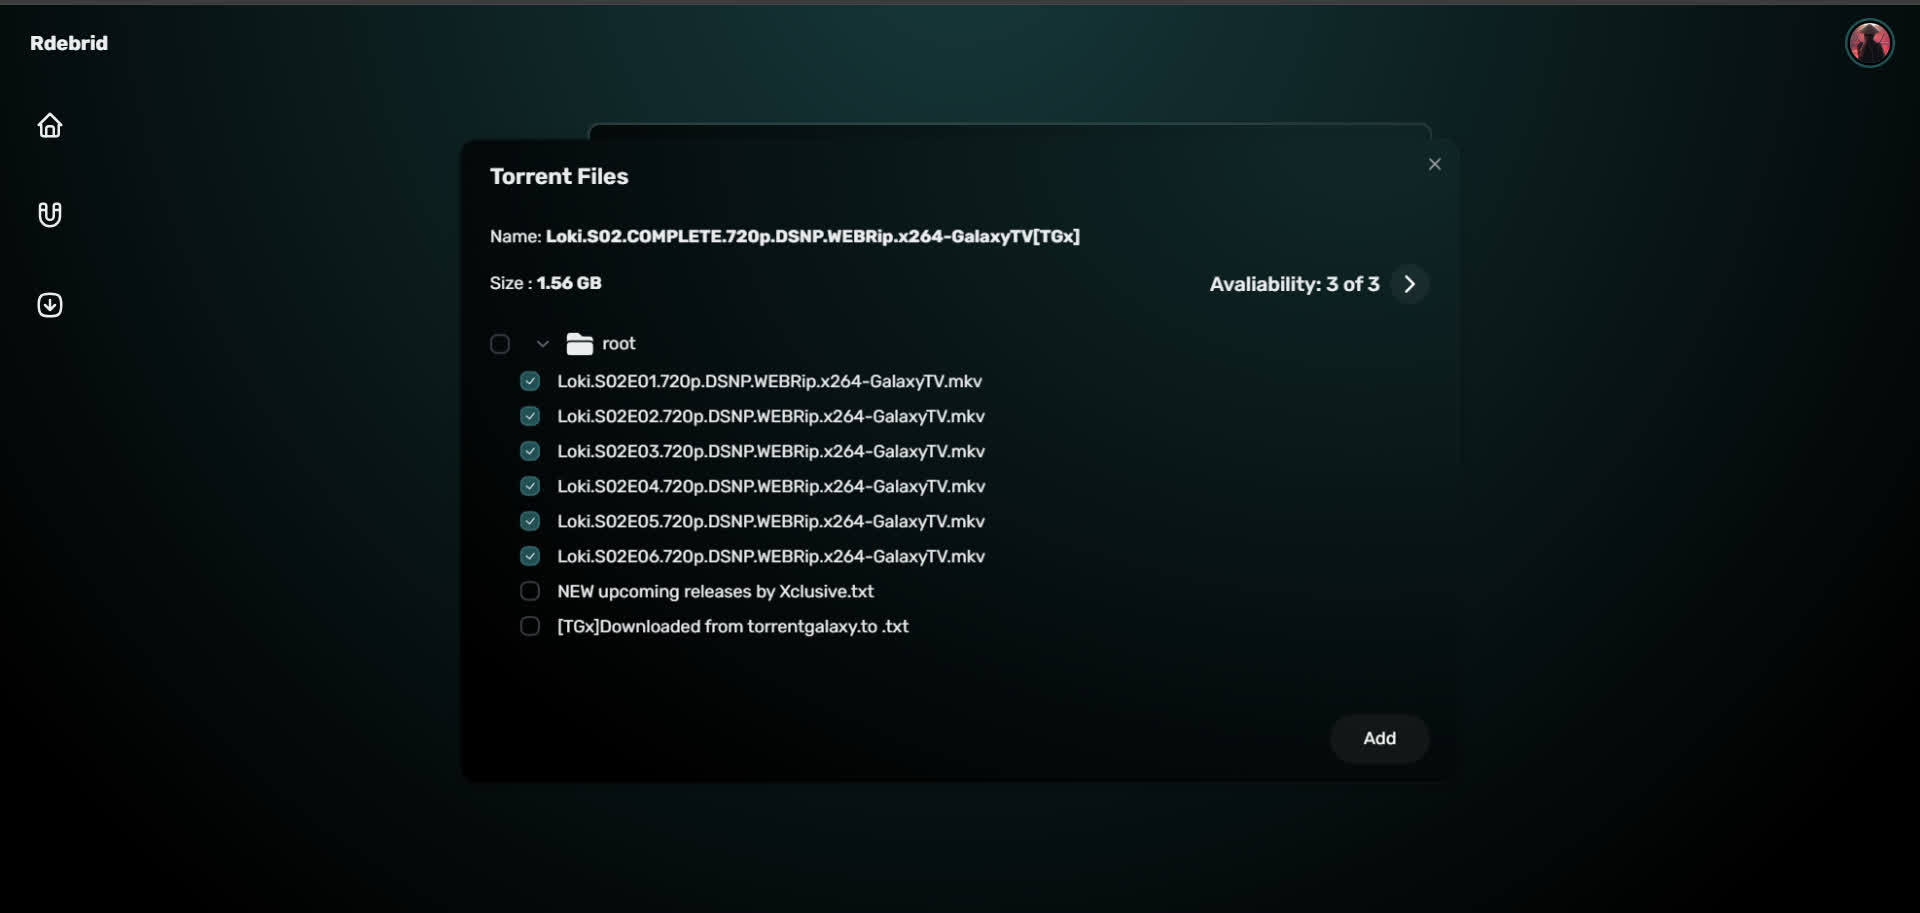 Rdebrid
Torrent Files
Name: Loki.S02.COMPLETE.720p.DSNP.WEBRip.x264-GalaxyTV[TGx]
Size : 1.56 GB
Avaliability: 3 of 3
root
Loki.S02E01.720p.DSNP.WEBRip.x264-GalaxyTV.mkv
Loki.S02E02.720p.DSNP.WEBRip.x264-GalaxyTV.mkv
Loki.S02E03.720p.DSNP.WEBRip.x264-GalaxyTV.mkv
Loki.S02E04.720p.DSNP.WEBRip.x264-GalaxyTV.mkv
Loki.S02E05.720p.DSNP.WEBRip.x264-GalaxyTV.mkv
Loki.S02E06.720p.DSNP.WEBRip.x264-GalaxyTV.mkv
NEW upcoming releases by Xclusive.txt
[TGx]Downloaded from torrentgalaxy.to .txt
Add